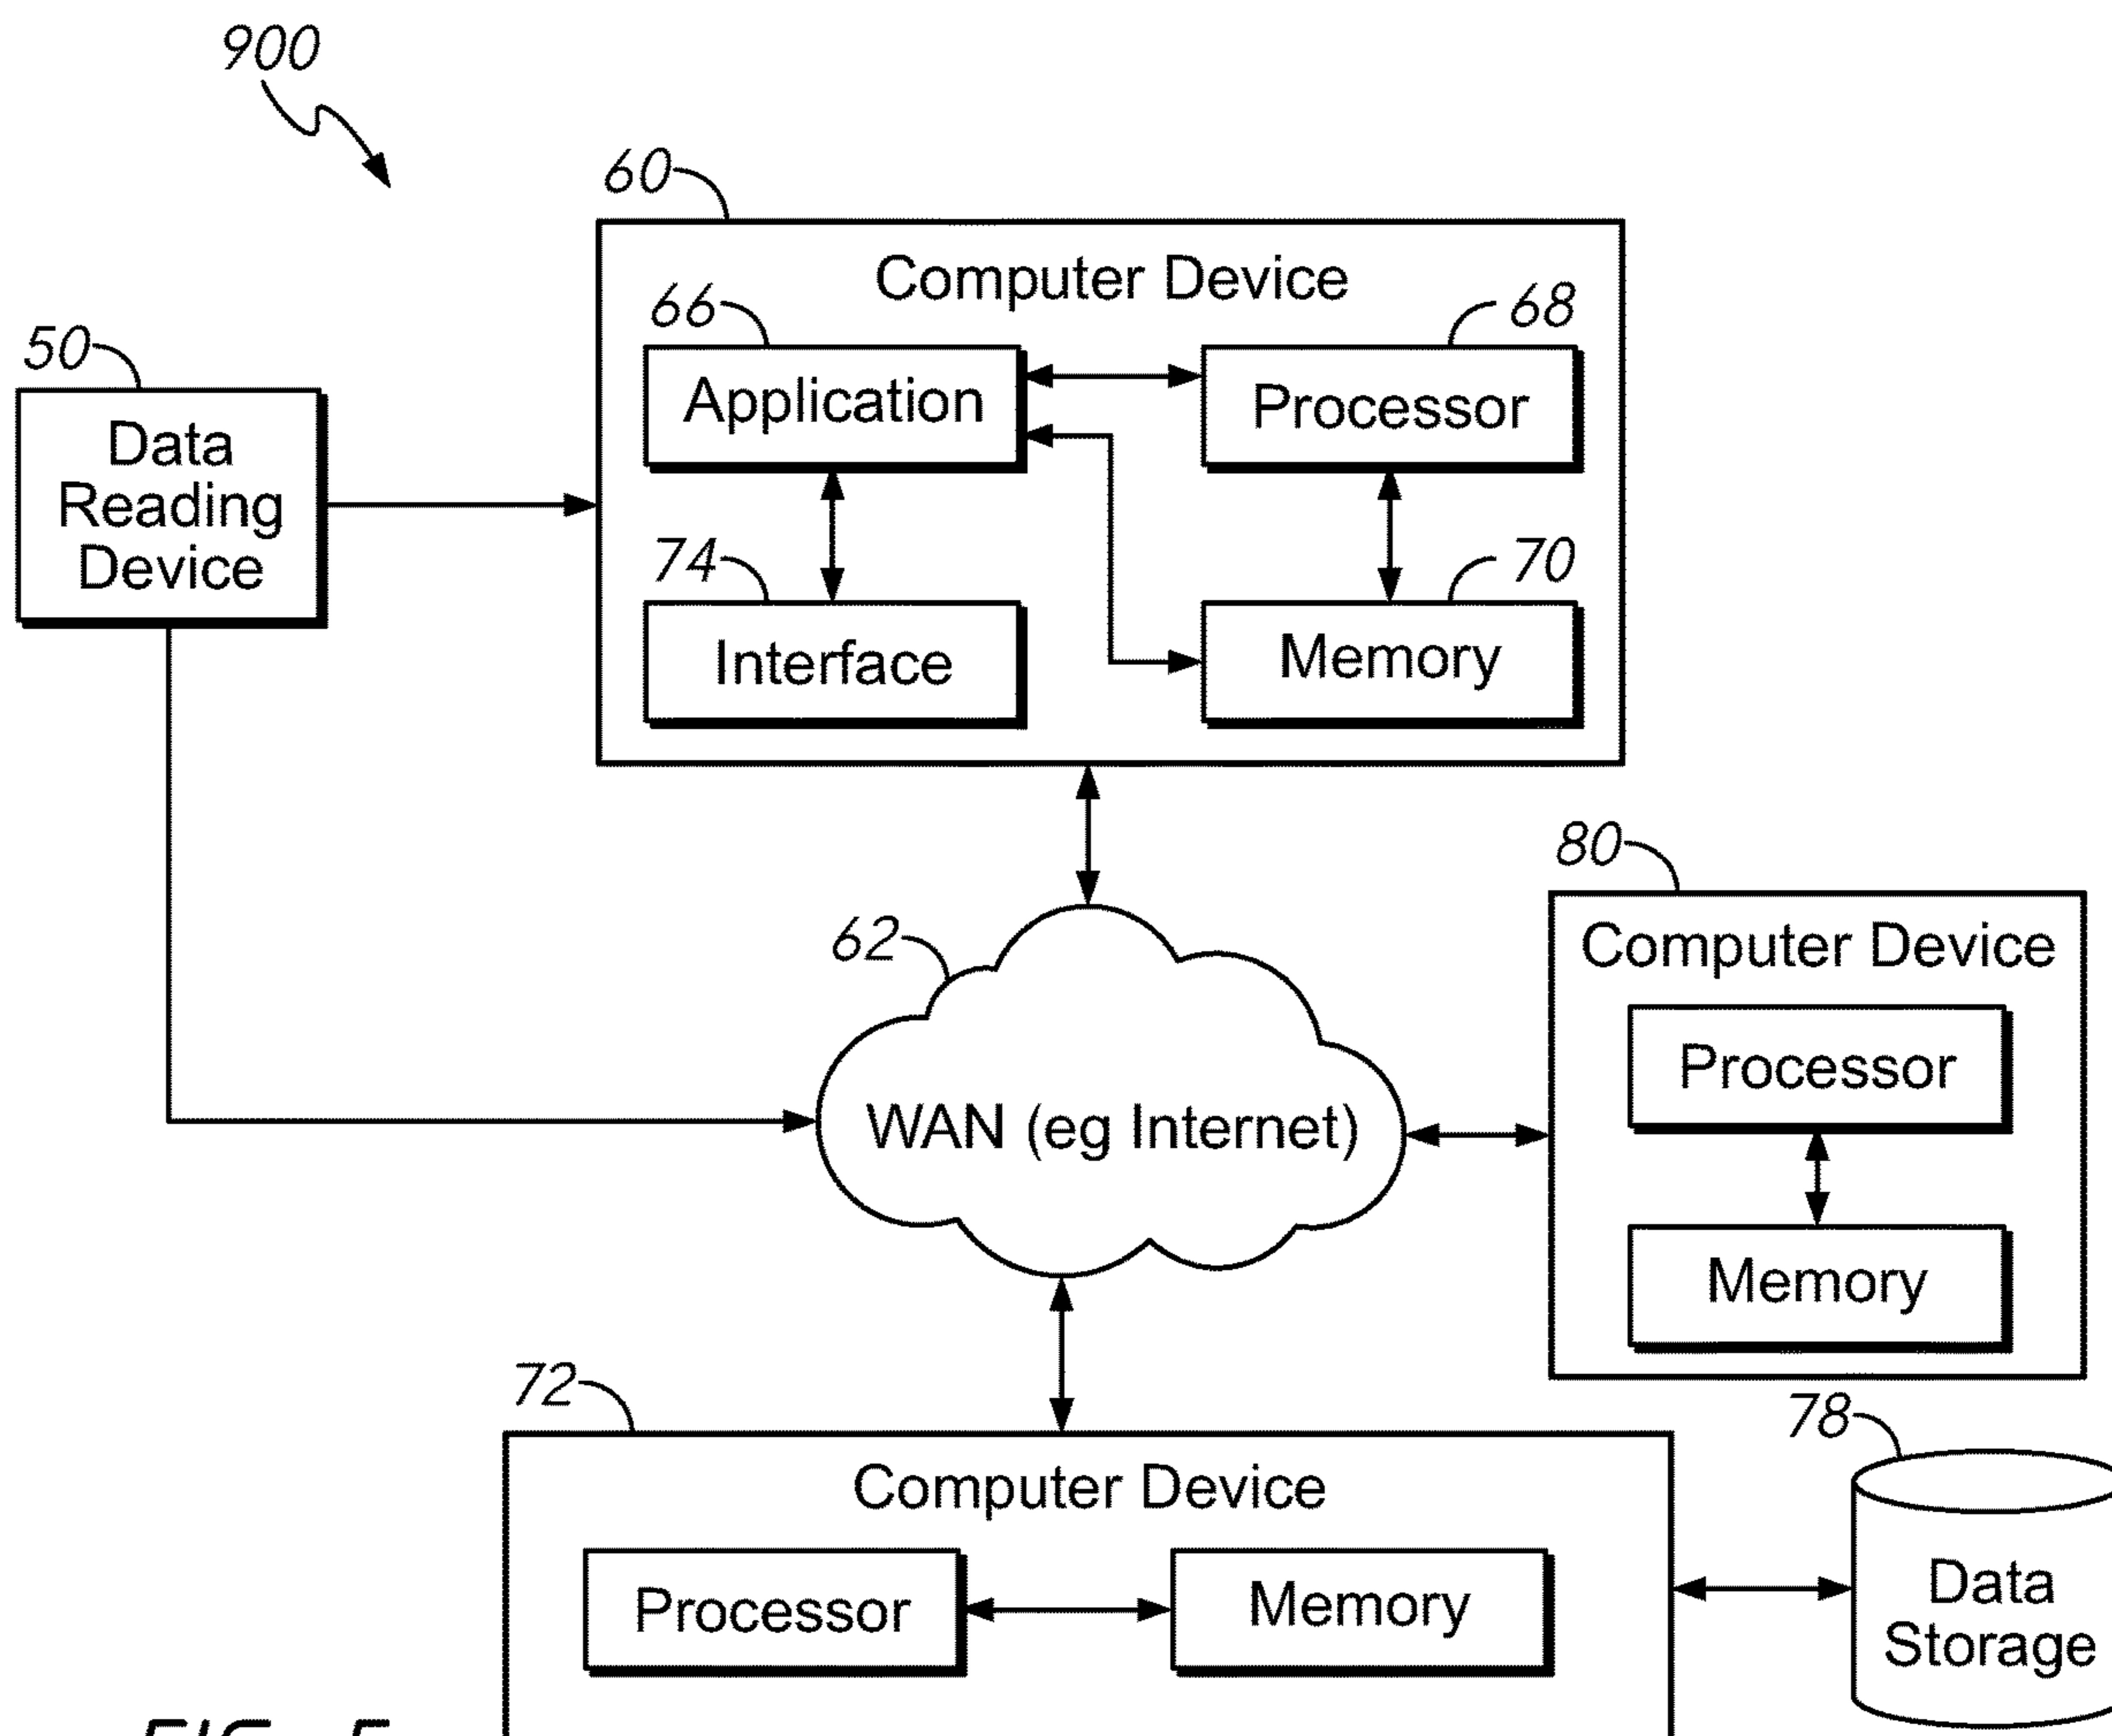 900
60
Computer Device
66
68
50
Application
Processor
Data
Reading
Device
74
70
Interface
Memory
80
62
Computer Device
Processor
WAN (eg Internet)
Memory
72
78
Computer Device
Processor
Memory
Data
Storage